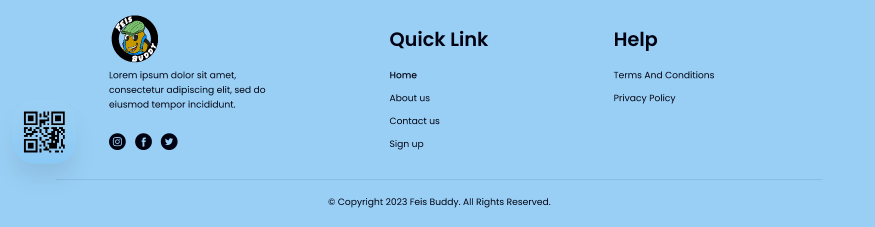 FEIS
BUDDY
Lorem ipsum dolor sit amet,
consectetur adipiscing elit, sed do
eiusmod tempor incididunt.
Quick Link
Home
About us
Contact us
Sign up
Help
Terms And Conditions
Privacy Policy
© Copyright 2023 Feis Buddy. All Rights Reserved.